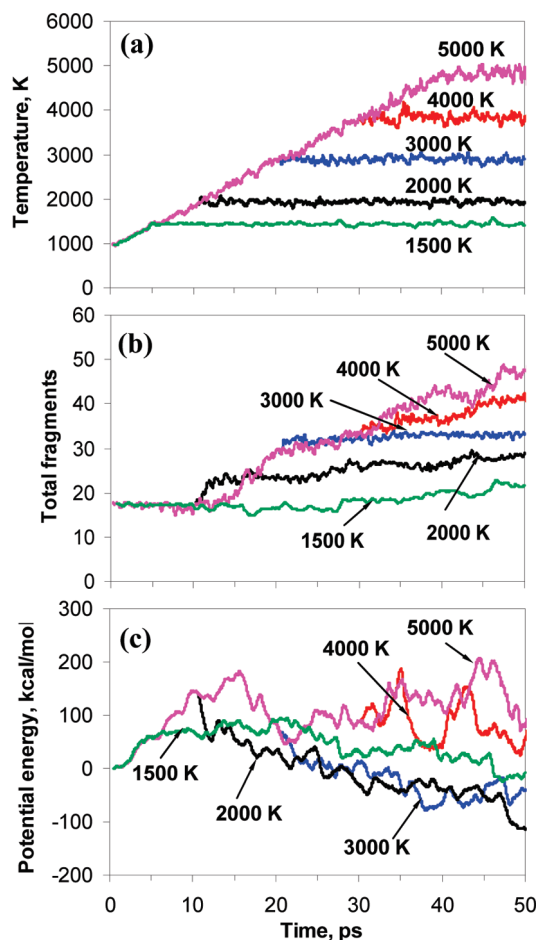 (a)
Temperature, K
6000
5000
4000
3000
2000
1000
0
5000 K
4000 K
3000 K
2000 K
1500 K
(b)
Total fragments
60
50
40
30
20
10
0
5000 K
4000 K
3000 K
1500 K
2000 K
(c)
Potential energy, kcal/mol
300
200
100
0
-100
-200
5000 K
4000 K
1500 K
2000 K
3000 K
0 10 20 30 40 50
Time, ps